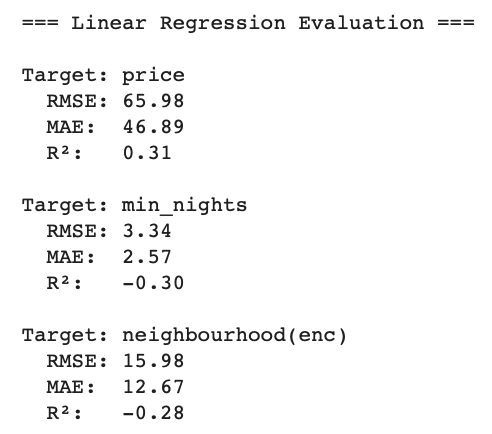 === Linear Regression Evaluation ===
Target: price
RMSE: 65.98
MAE: 46.89
R²: 0.31
Target: min_nights
RMSE: 3.34
MAE: 2.57
R²: -0.30
Target: neighbourhood(enc)
RMSE: 15.98
MAE: 12.67
R²: -0.28